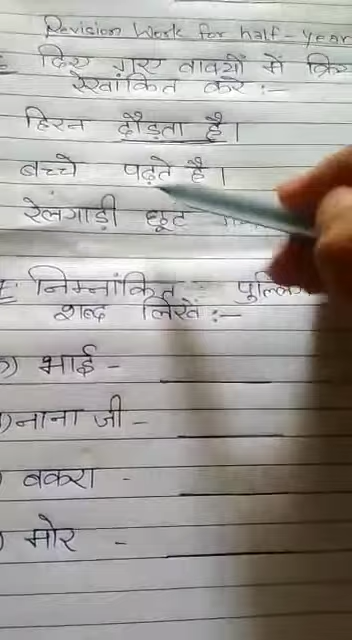 Revision Work for half-year
दिए गए वाक्यों में
रेखांकित करें :-
हिरन दौड़ता है।
बच्चे पढ़ते है।
रेलगाड़ी छूट
निम्नांकित
शब्द लिखें :-
भाई -
नाना जी -
बकरा -
मोर -